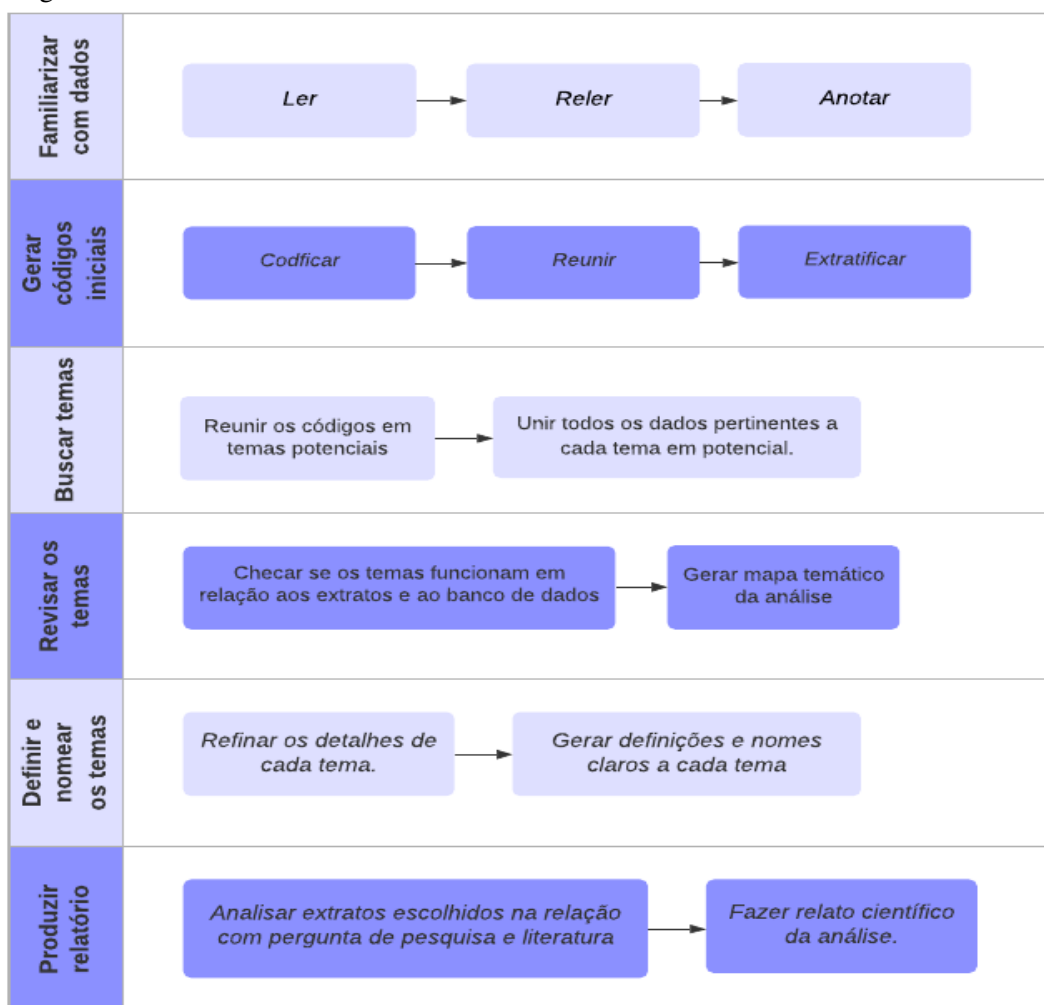 Familiarizar
com dados
Ler
Reler
Anotar
Gerar
códigos
iniciais
Codficar
Reunir
Extratificar
Buscar temas
Reunir os códigos em
temas potenciais
Unir todos os dados pertinentes a
cada tema em potencial.
Revisar os
temas
Checar se os temas funcionam em
relação aos extratos e ao banco de dados
Gerar mapa temático
da análise
Definir e
nomear
os temas
Refinar os detalhes de
cada tema.
Gerar definições e nomes
claros a cada tema
Produzir
relatório
Analisar extratos escolhidos na relação
com pergunta de pesquisa e literatura
Fazer relato científico
da análise.